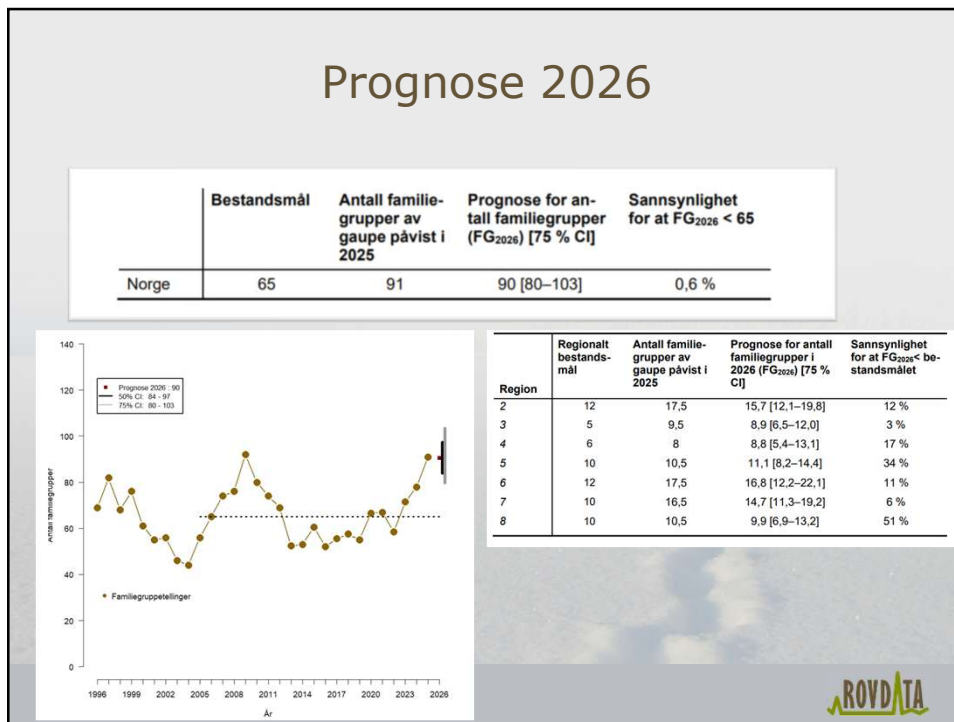 Prognose 2026
Bestandsmål
Antall familie-
grupper av
gaupe påvist i
2025
Prognose for an-
tall familiegrupper
(FG2026) [75 % CI]
Sannsynlighet
for at FG2026 < 65
Norge 65 91 90 [80–103] 0,6 %
140
120
100
80
60
40
20
0
Antall familiegrupper
Prognose 2026 : 90
50% CI: 84 - 97
75% CI: 80 - 103
Familiegruppetellinger
1996 1999 2002 2005 2008 2011 2014 2017 2020 2023 2026
År
Region
Regionalt
bestands-
mål
Antall familie-
grupper av
gaupe påvist i
2025
Prognose for antall
familiegrupper i
2026 (FG2026) [75 %
CI]
Sannsynlighet
for at FG2026< be-
standsmålet
2 12 17,5 15,7 [12,1–19,8] 12 %
3 5 9,5 8,9 [6,5–12,0] 3 %
4 6 8 8,8 [5,4–13,1] 17 %
5 10 10,5 11,1 [8,2–14,4] 34 %
6 12 17,5 16,8 [12,2–22,1] 11 %
7 10 16,5 14,7 [11,3–19,2] 6 %
8 10 10,5 9,9 [6,9–13,2] 51 %
ROVDATA